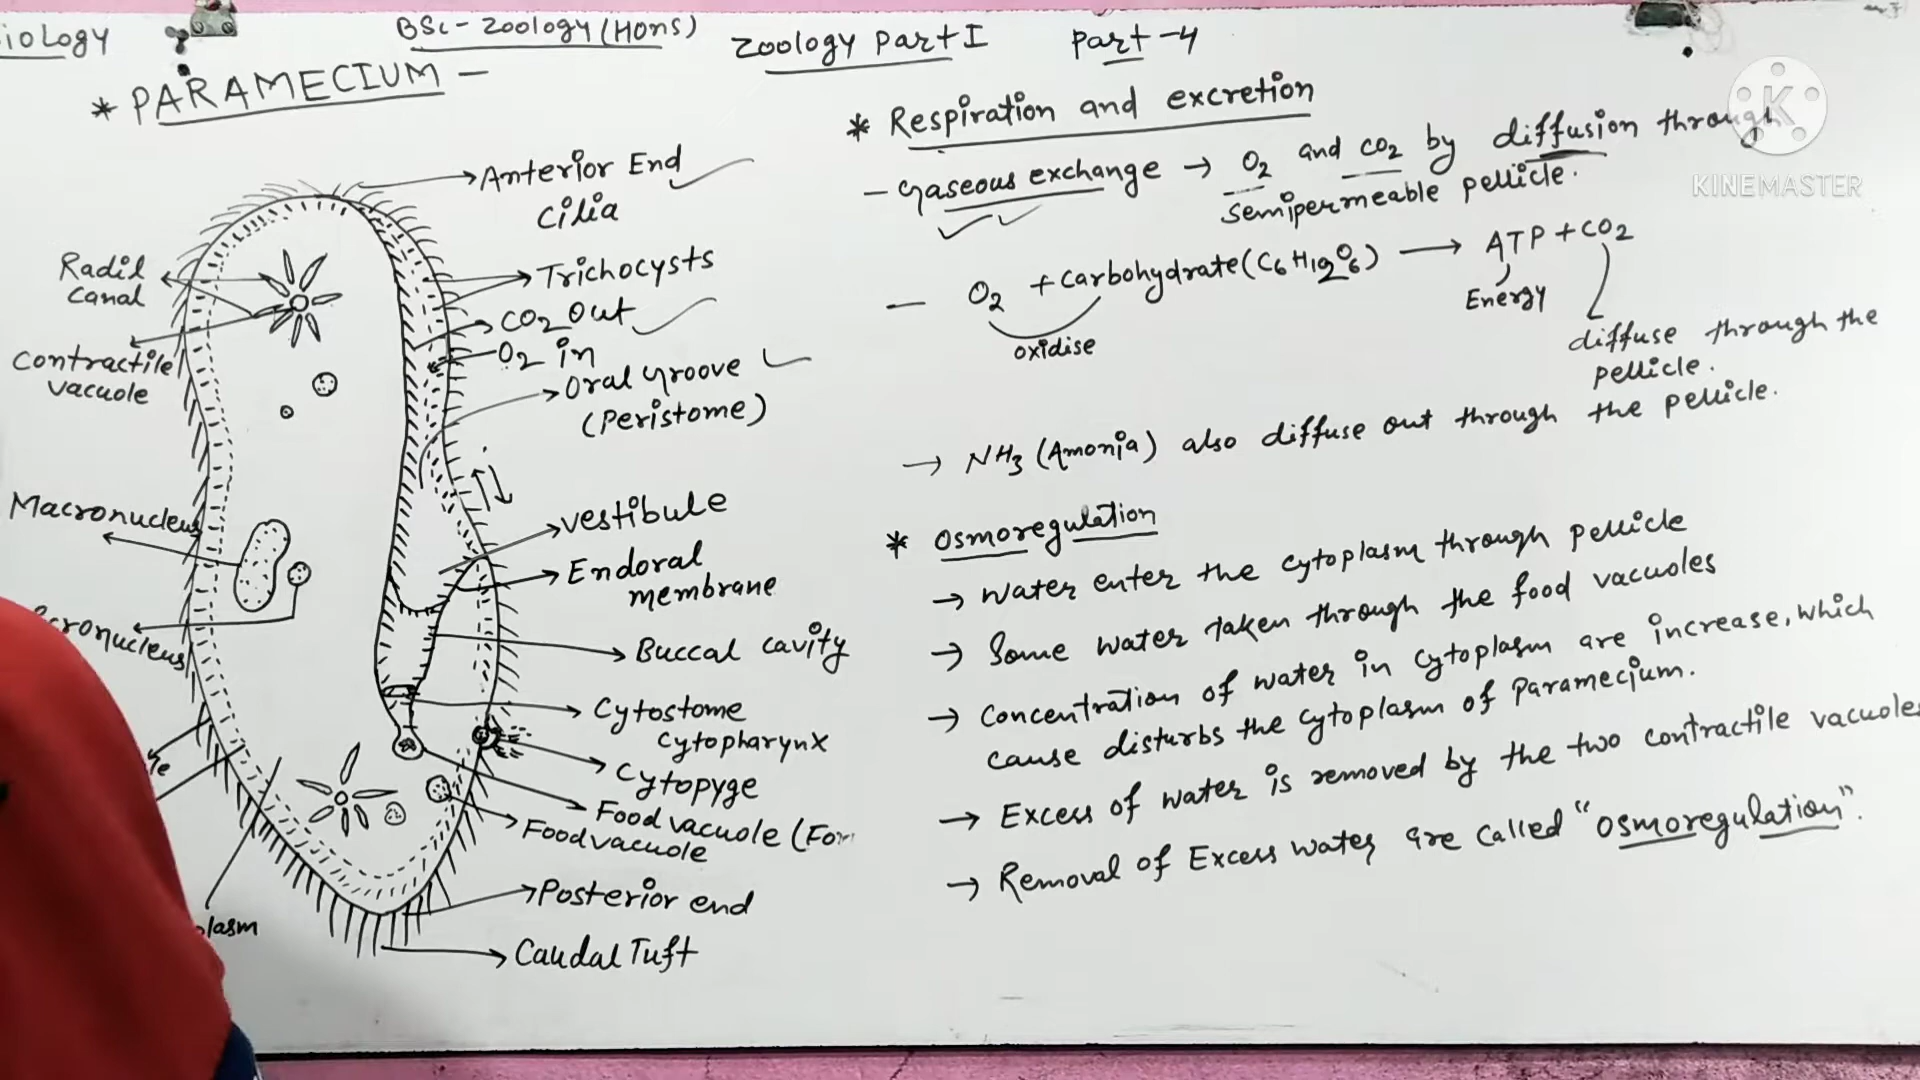 BSc - Zoology (Hons)
Zoology Part I Part - 4
* PARAMECIUM -
Anterior End
Cilia
Radil
canal
Trichocysts
CO2 out
O2 in
Contractile
vacuole
Oral groove
(Peristome)
Macronucleus
Vestibule
Endoral
membrane
Buccal cavity
Cytostome
cytopharynx
Cytopyge
Food vacuole
Food vacuole
Posterior end
Caudal Tuft
* Respiration and excretion
- Gaseous exchange → O2 and CO2 by diffusion through
semipermeable pellicle.
- O2 + Carbohydrate (C6 H12 O6) → ATP + CO2
oxidise
Energy
diffuse through the
pellicle.
→ NH3 (Amonia) also diffuse out through the pellicle.
* Osmoregulation
→ Water enter the cytoplasm through pellicle
→ Some water taken through the food vacuoles
→ Concentration of water in cytoplasm are increase, which
cause disturbs the cytoplasm of Paramecium.
→ Excess of water is removed by the two contractile vacuoles
→ Removal of Excess water are called "Osmoregulation".
K
KINEMASTER